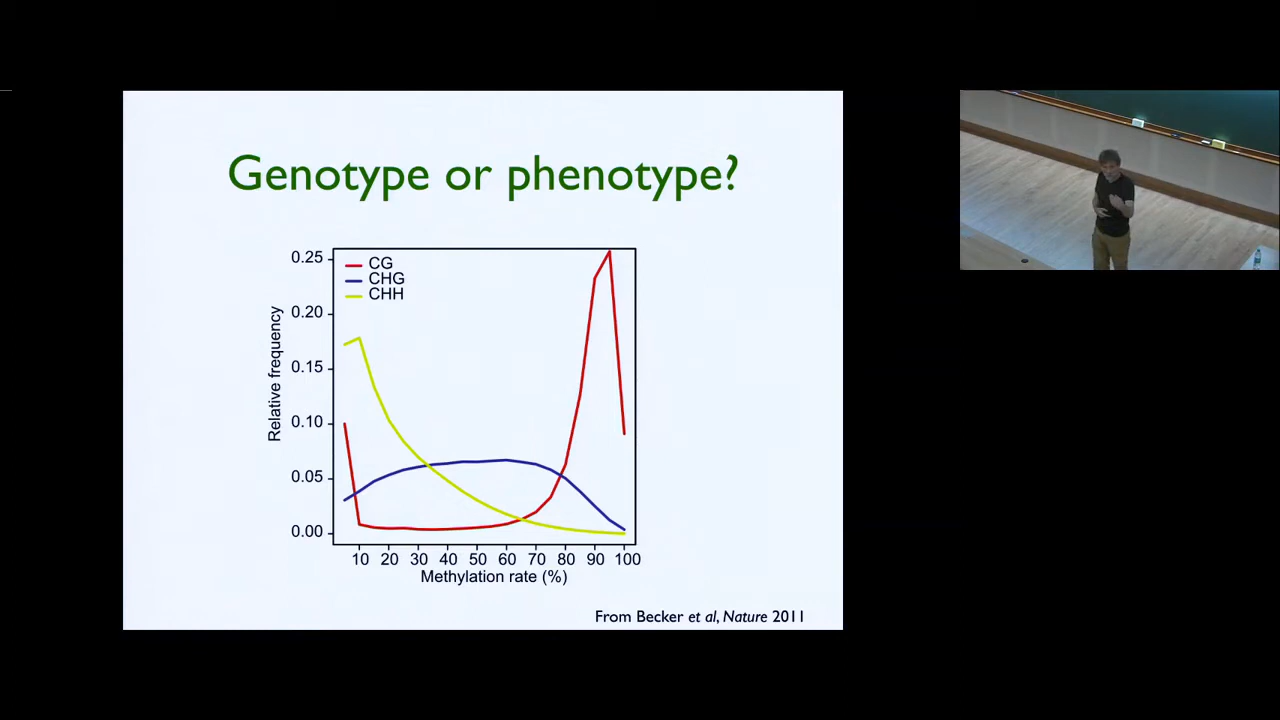 Genotype or phenotype?
0.25
0.20
0.15
0.10
0.05
0.00
Relative frequency
CG
CHG
CHH
10 20 30 40 50 60 70 80 90 100
Methylation rate (%)
From Becker et al, Nature 2011